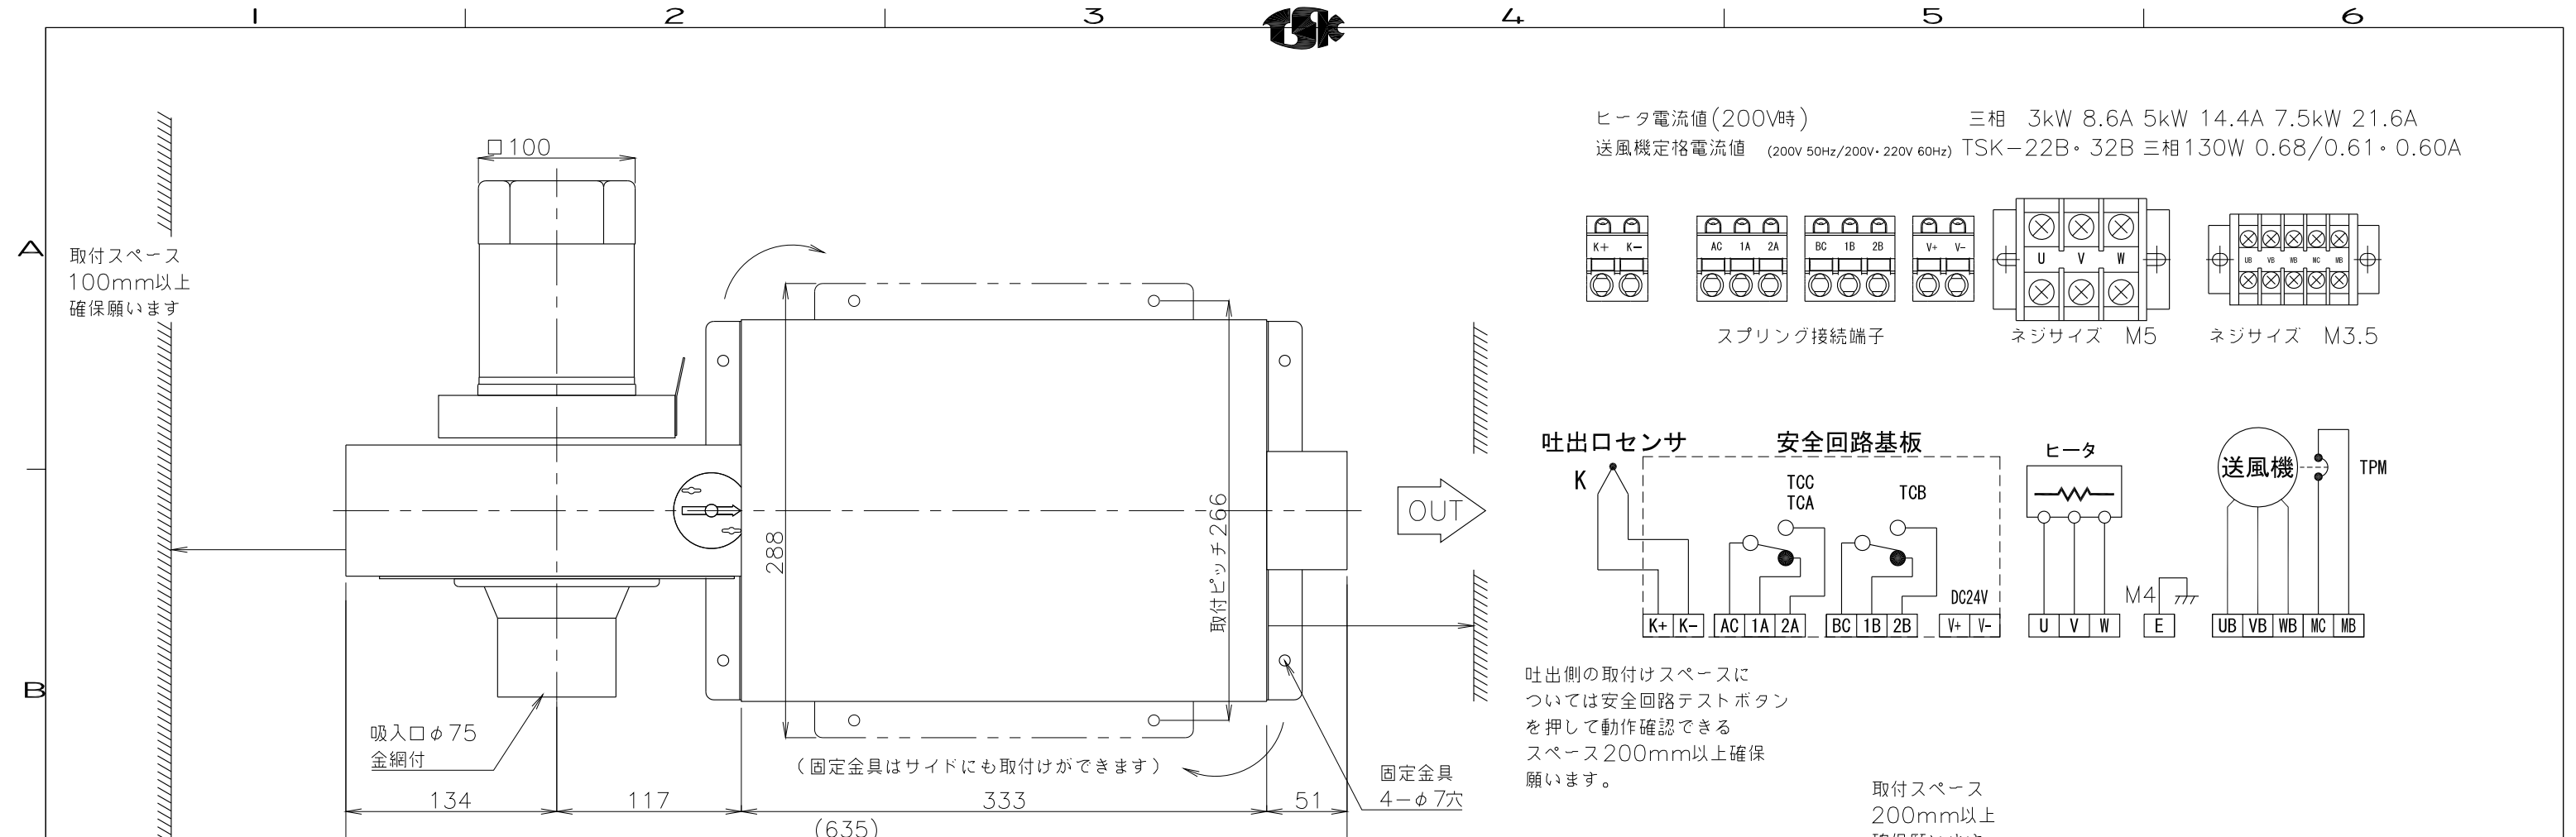 1 2 3 4 5 6
TSK
A
B
取付スペース
100mm以上
確保願います
□100
288
取付ピッチ266
OUT
吸入口φ75
金網付
(固定金具はサイドにも取付けができます)
固定金具
4-φ7穴
134 117 333 51
(635)
ヒータ電流値(200V時) 三相 3kW 8.6A 5kW 14.4A 7.5kW 21.6A
送風機定格電流値 (200V 50Hz/200V・220V 60Hz) TSK-22B・32B 三相130W 0.68/0.61・0.60A
K+ K- AC 1A 2A BC 1B 2B V+ V- U V W UB VB WB MC MB
スプリング接続端子 ネジサイズ M5 ネジサイズ M3.5
吐出口センサ 安全回路基板 ヒータ
K
TCC
TCA
TCB
送風機
TPM
DC24V
M4
K+ K- AC 1A 2A BC 1B 2B V+ V- U V W E UB VB WB MC MB
吐出側の取付けスペースに
ついては安全回路テストボタン
を押して動作確認できる
スペース200mm以上確保
願います。
取付スペース
200mm以上